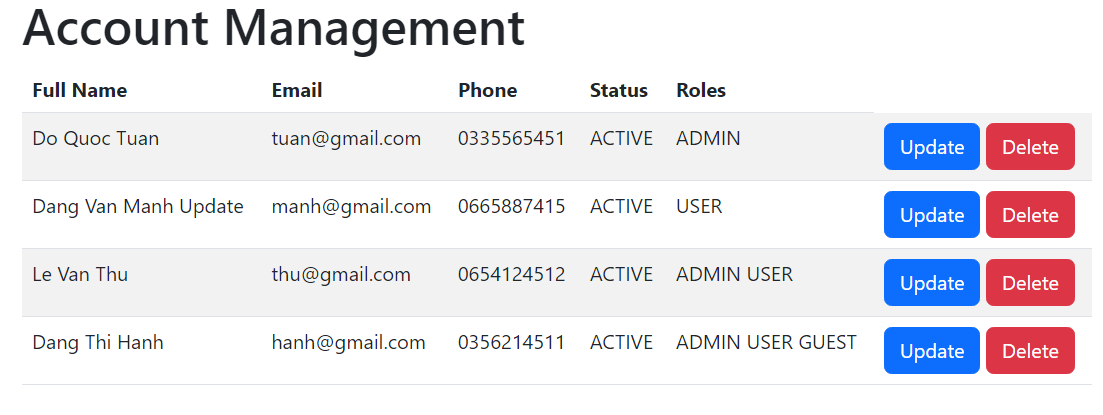 Account Management
Full Name Email Phone Status Roles
Do Quoc Tuan tuan@gmail.com 0335565451 ACTIVE ADMIN Update Delete
Dang Van Manh Update manh@gmail.com 0665887415 ACTIVE USER Update Delete
Le Van Thu thu@gmail.com 0654124512 ACTIVE ADMIN USER Update Delete
Dang Thi Hanh hanh@gmail.com 0356214511 ACTIVE ADMIN USER GUEST Update Delete